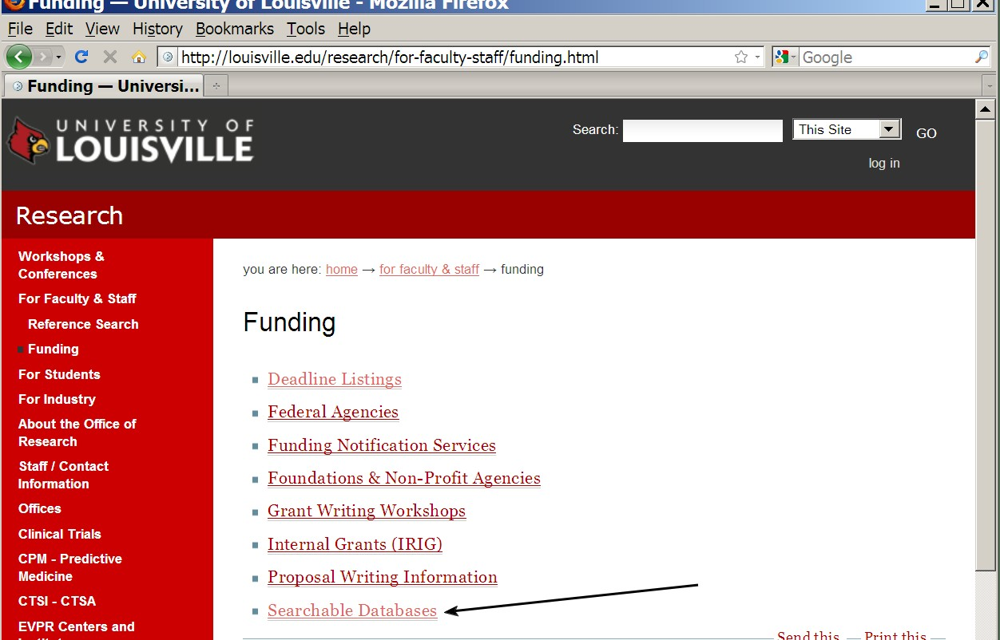 Funding — University of Louisville - Mozilla Firefox
File Edit View History Bookmarks Tools Help
http://louisville.edu/research/for-faculty-staff/funding.html
Google
Funding — Universi...
UNIVERSITY OF
LOUISVILLE
Search:
This Site
GO
log in
Research
Workshops &
Conferences
For Faculty & Staff
Reference Search
Funding
For Students
For Industry
About the Office of
Research
Staff / Contact
Information
Offices
Clinical Trials
CPM - Predictive
Medicine
CTSI - CTSA
EVPR Centers and
you are here: home → for faculty & staff → funding
Funding
Deadline Listings
Federal Agencies
Funding Notification Services
Foundations & Non-Profit Agencies
Grant Writing Workshops
Internal Grants (IRIG)
Proposal Writing Information
Searchable Databases
Send this — Print this —